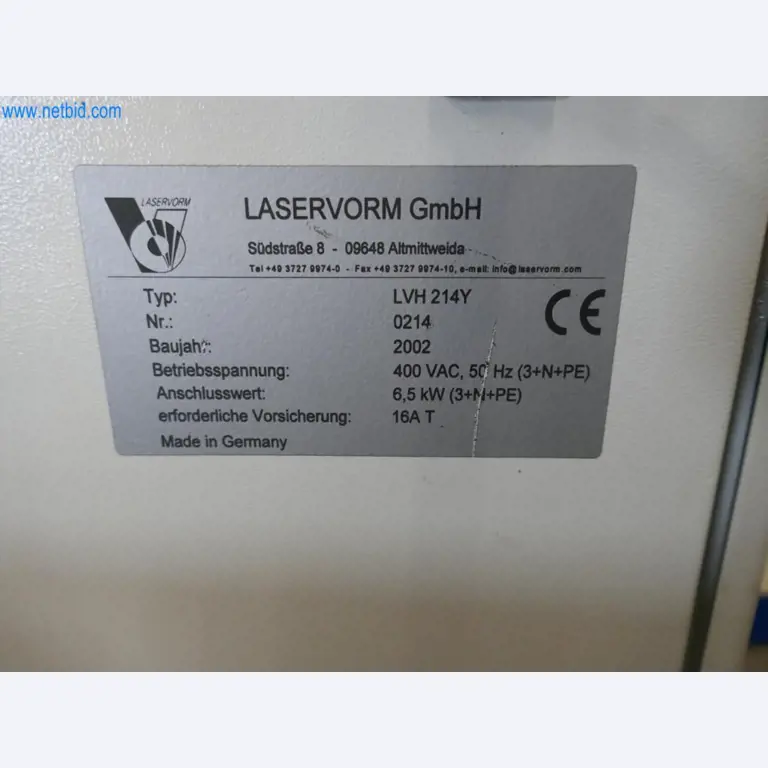 www.netbid.com
LASERVORM
LASERVORM GmbH
Südstraße 8 - 09648 Altmittweida
Tel +49 3727 9974-0 - Fax +49 3727 9974-10, e-mail: info@laservorm.com
Typ: LVH 214Y
CE
Nr.: 0214
Baujahr: 2002
Betriebsspannung: 400 VAC, 50 Hz (3+N+PE)
Anschlusswert: 6,5 kW (3+N+PE)
erforderliche Vorsicherung: 16A T
Made in Germany